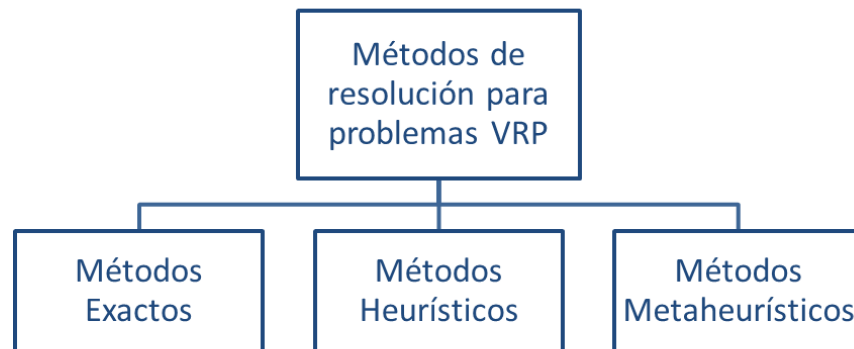 Métodos de
resolución para
problemas VRP
Métodos
Exactos
Métodos
Heurísticos
Métodos
Metaheurísticos